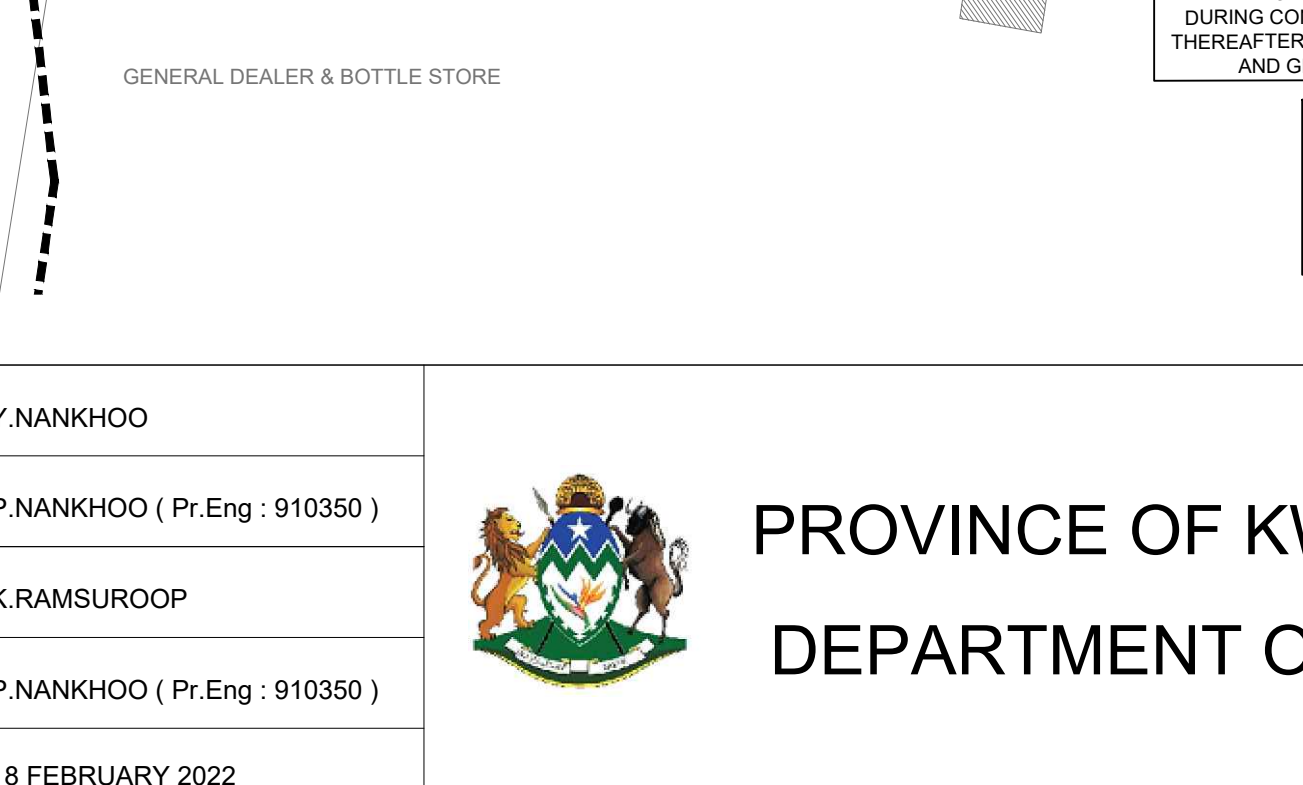 DURING CO
THEREAFTER
AND G
GENERAL DEALER & BOTTLE STORE
Y.NANKHOO
P.NANKHOO ( Pr.Eng : 910350 )
K.RAMSUROOP
P.NANKHOO ( Pr.Eng : 910350 )
8 FEBRUARY 2022
PROVINCE OF KW
DEPARTMENT O